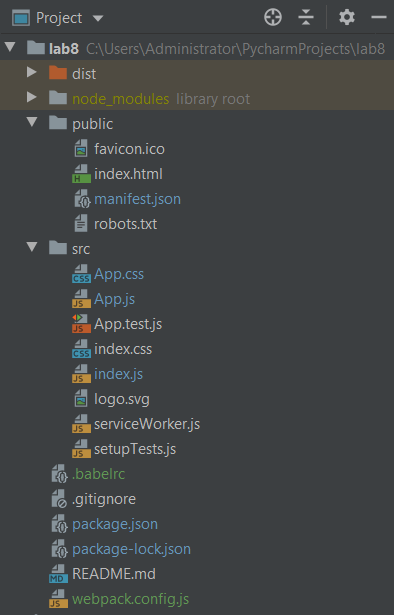 Project
lab8 C:\Users\Administrator\PycharmProjects\lab8
dist
node_modules library root
public
favicon.ico
index.html
manifest.json
robots.txt
src
App.css
App.js
App.test.js
index.css
index.js
logo.svg
serviceWorker.js
setupTests.js
.babelrc
.gitignore
package.json
package-lock.json
README.md
webpack.config.js